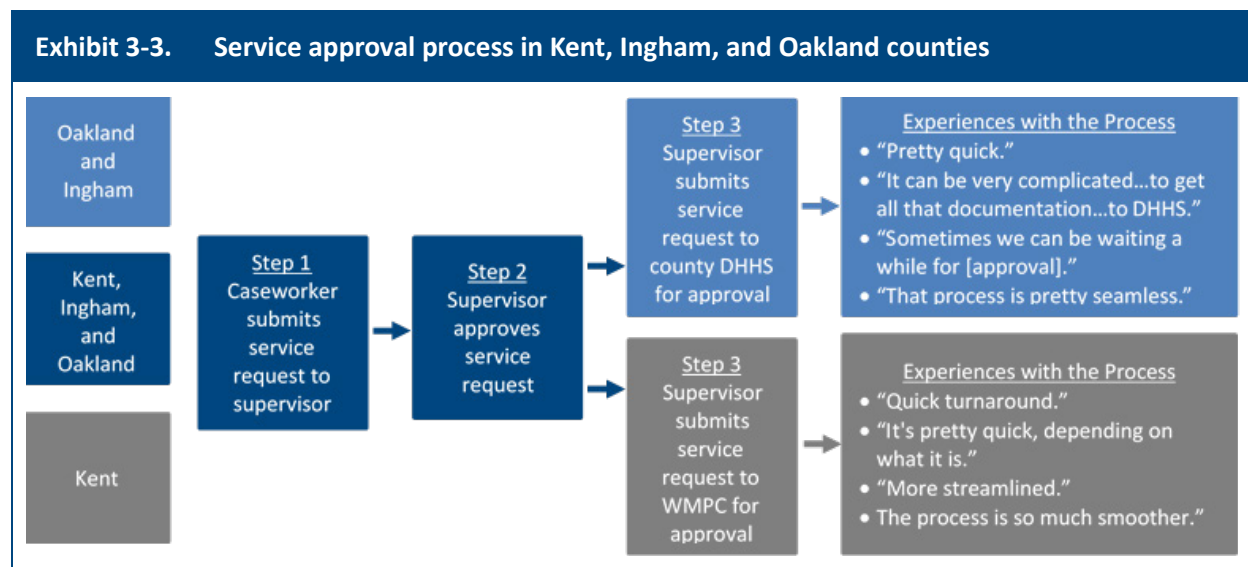 Exhibit 3-3. Service approval process in Kent, Ingham, and Oakland counties
Oakland
and
Ingham
Kent,
Ingham,
and
Oakland
Kent
Step 1
Caseworker
submits
service
request to
supervisor
Step 2
Supervisor
approves
service
request
Step 3
Supervisor
submits
service
request to
county DHHS
for approval
Experiences with the Process
• “Pretty quick.”
• “It can be very complicated…to get
all that documentation…to DHHS.”
• “Sometimes we can be waiting a
while for [approval].”
• “That process is pretty seamless.”
Step 3
Supervisor
submits
service
request to
WMPC for
approval
Experiences with the Process
• “Quick turnaround.”
• “It's pretty quick, depending on
what it is.”
• “More streamlined.”
• The process is so much smoother.”